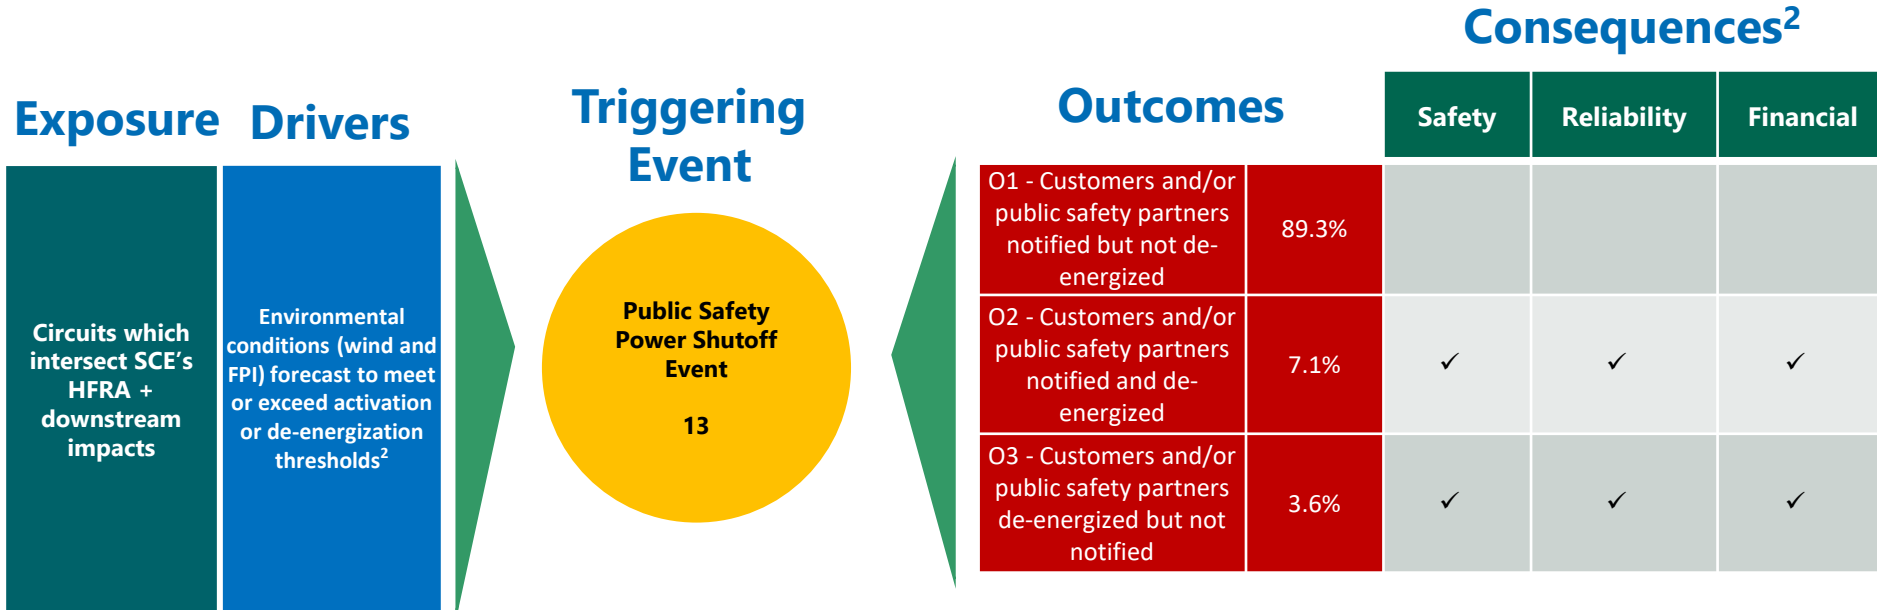 Consequences²
Exposure
Drivers
Triggering
Event
Outcomes
Safety
Reliability
Financial
Circuits which
intersect SCE’s
HFRA +
downstream
impacts
Environmental
conditions (wind and
FPI) forecast to meet
or exceed activation
or de-energization
thresholds²
Public Safety
Power Shutoff
Event
13
O1 - Customers and/or
public safety partners
notified but not de-
energized
89.3%
O2 - Customers and/or
public safety partners
notified and de-
energized
7.1%
✓
✓
✓
O3 - Customers and/or
public safety partners
de-energized but not
notified
3.6%
✓
✓
✓